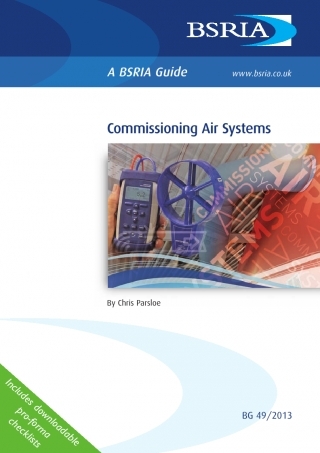 BSRIA
A BSRIA Guide
www.bsria.co.uk
Commissioning Air Systems
By Chris Parsloe
Includes downloadable
pro-forma
checklists
BG 49/2013